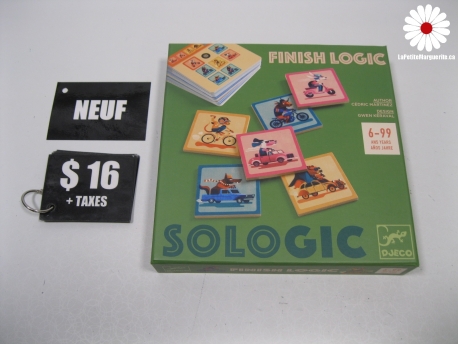 NEUF
$ 16
+ TAXES
FINISH LOGIC
6-99
SOLOGIC
DJECO
LaPetiteMarguerite.ca